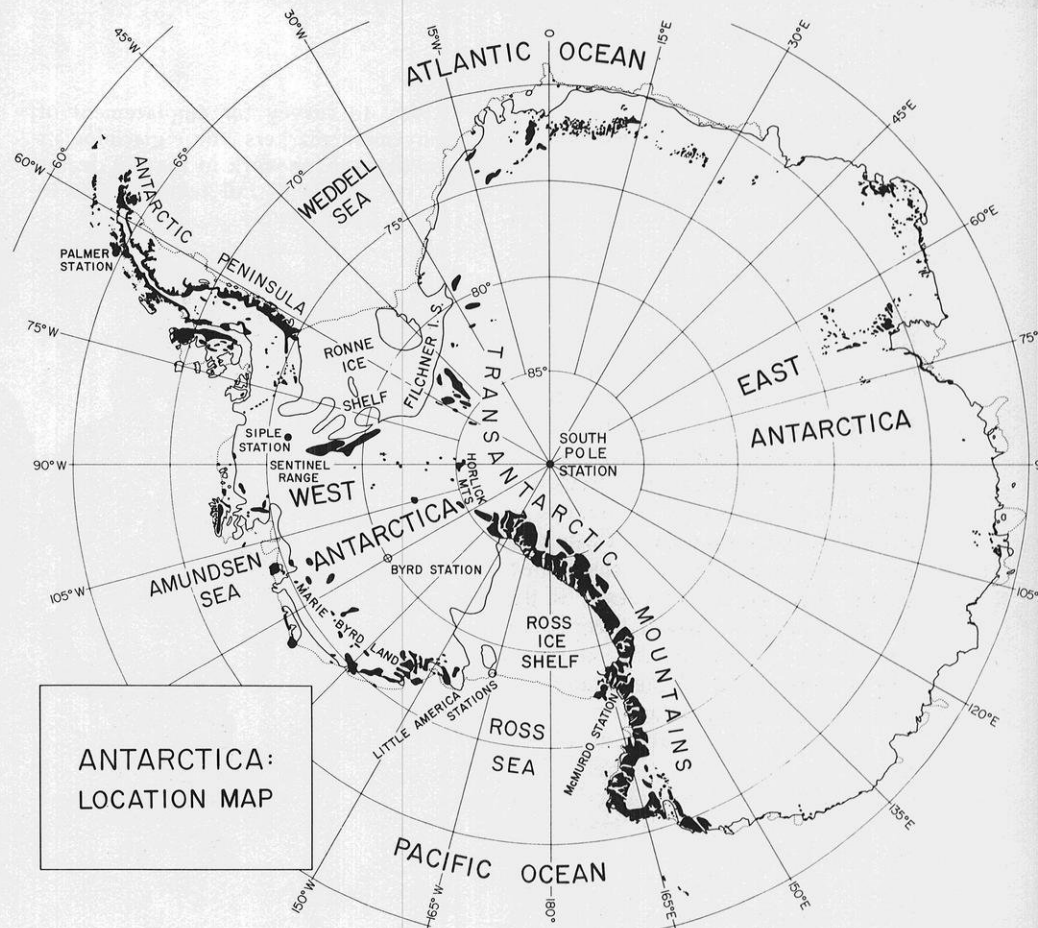 ATLANTIC OCEAN
45°W
30°W
15°W
0
15°E
30°E
45°E
60°E
75°E
105°E
120°E
135°E
150°E
165°E
180°
165°W
150°W
105°W
90°W
75°W
60°W
60°
65°
70°
75°
80°
85°
ANTARCTIC
PENINSULA
WEDDELL
SEA
PALMER
STATION
RONNE
ICE
SHELF
FILCHNER I. S.
TRANSANTARCTIC
MOUNTAINS
EAST
ANTARCTICA
SIPLE
STATION
SENTINEL
RANGE
SOUTH
POLE
STATION
HORLICK
MTS
WEST
ANTARCTICA
BYRD STATION
AMUNDSEN
SEA
MARIE BYRD LAND
ROSS
ICE
SHELF
LITTLE AMERICA
STATIONS
McMURDO STATION
ROSS
SEA
PACIFIC OCEAN
ANTARCTICA:
LOCATION MAP